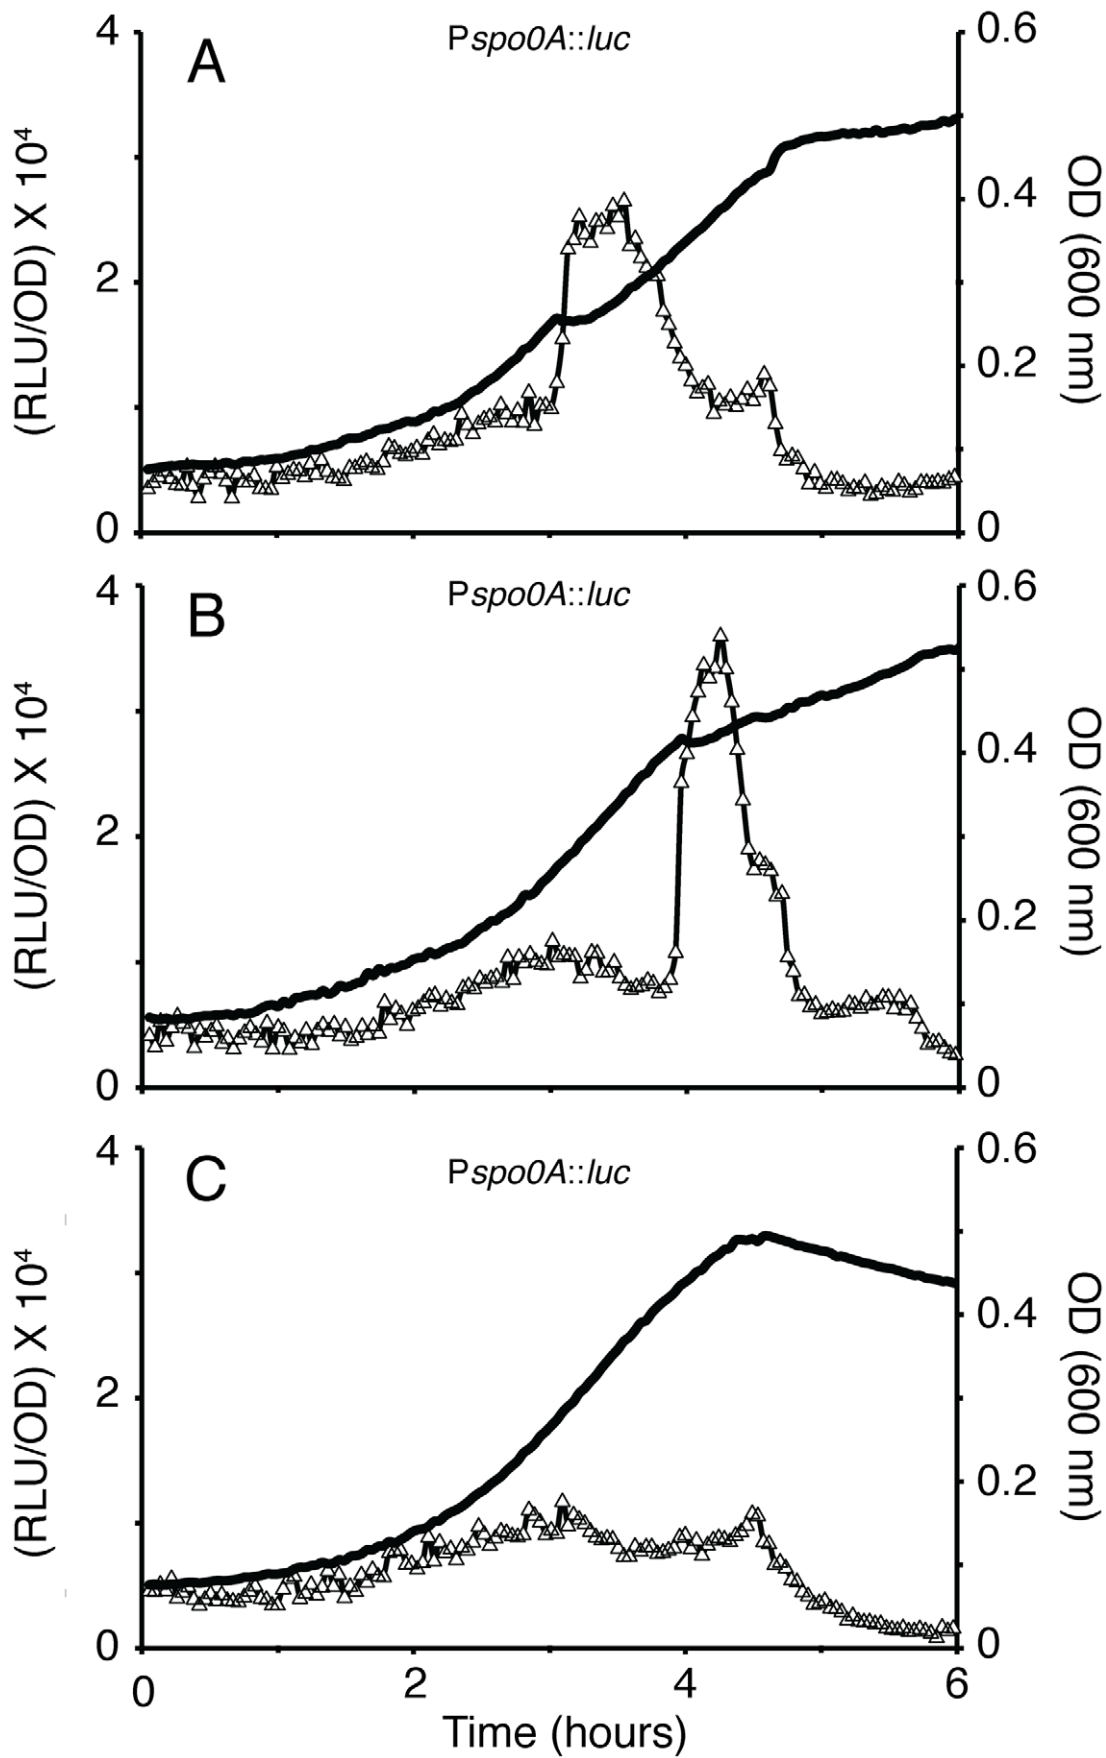 A
Pspo0A::luc
4
2
0
(RLU/OD) X 10⁴
0.6
0.4
0.2
0
OD (600 nm)
B
Pspo0A::luc
4
2
0
(RLU/OD) X 10⁴
0.6
0.4
0.2
0
OD (600 nm)
C
Pspo0A::luc
4
2
0
(RLU/OD) X 10⁴
0.6
0.4
0.2
0
OD (600 nm)
0 2 4 6
Time (hours)